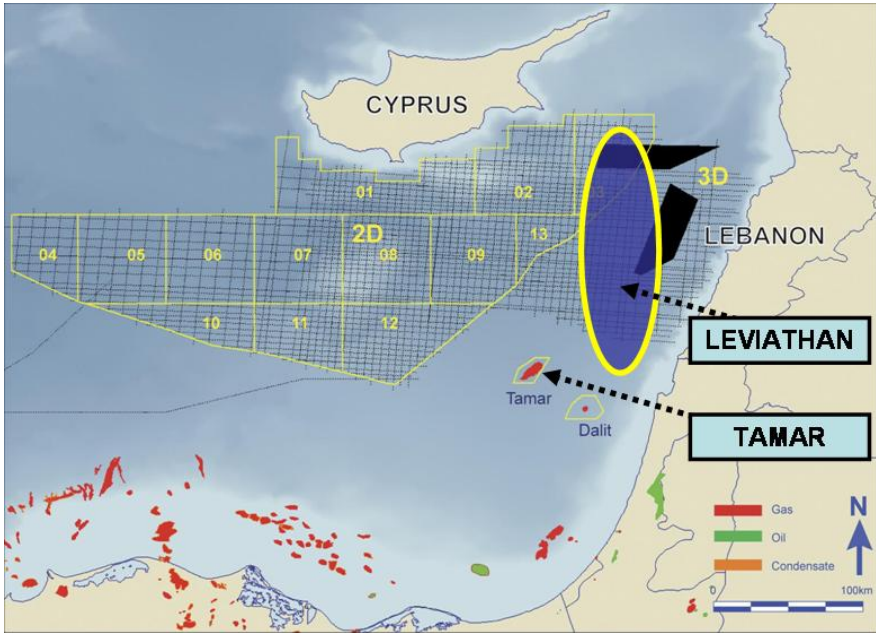 CYPRUS
01
02
3D
04
05
06
07
2D
08
09
13
LEBANON
10
11
12
LEVIATHAN
Tamar
Dalit
TAMAR
Gas
Oil
Condensate
N
0
100km